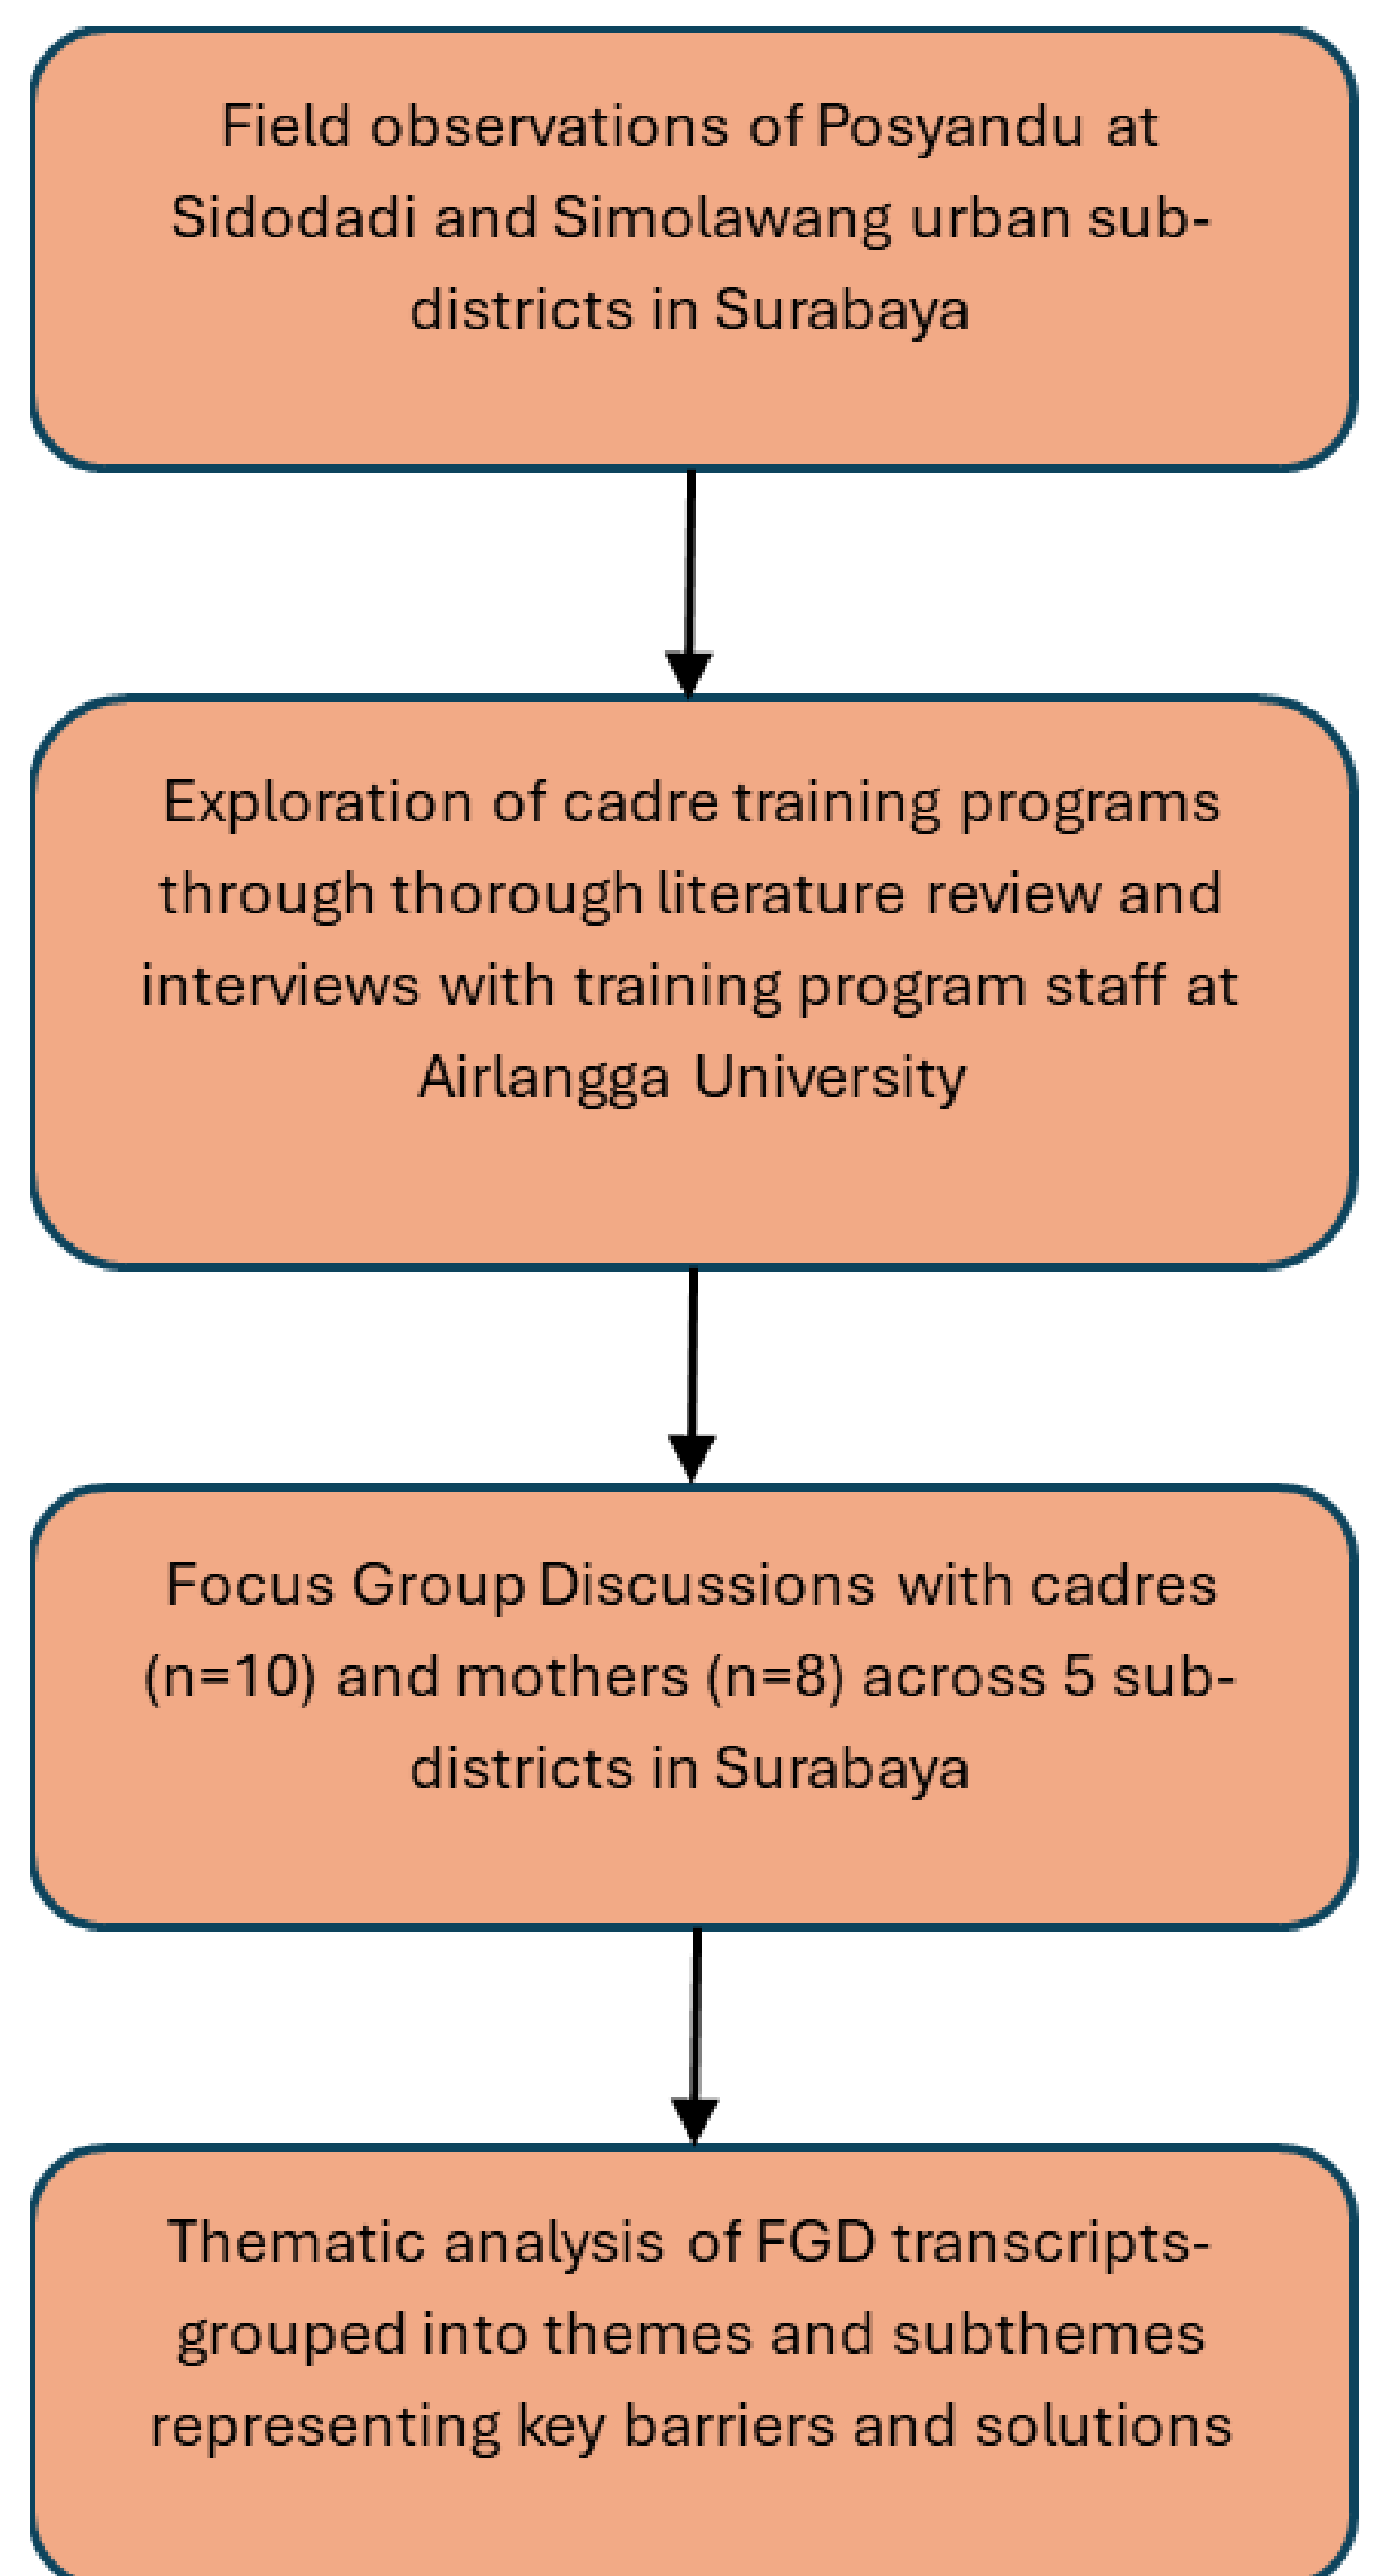 Field observations of Posyandu at
Sidodadi and Simolawang urban sub-
districts in Surabaya
Exploration of cadre training programs
through thorough literature review and
interviews with training program staff at
Airlangga University
Focus Group Discussions with cadres
(n=10) and mothers (n=8) across 5 sub-
districts in Surabaya
Thematic analysis of FGD transcripts-
grouped into themes and subthemes
representing key barriers and solutions